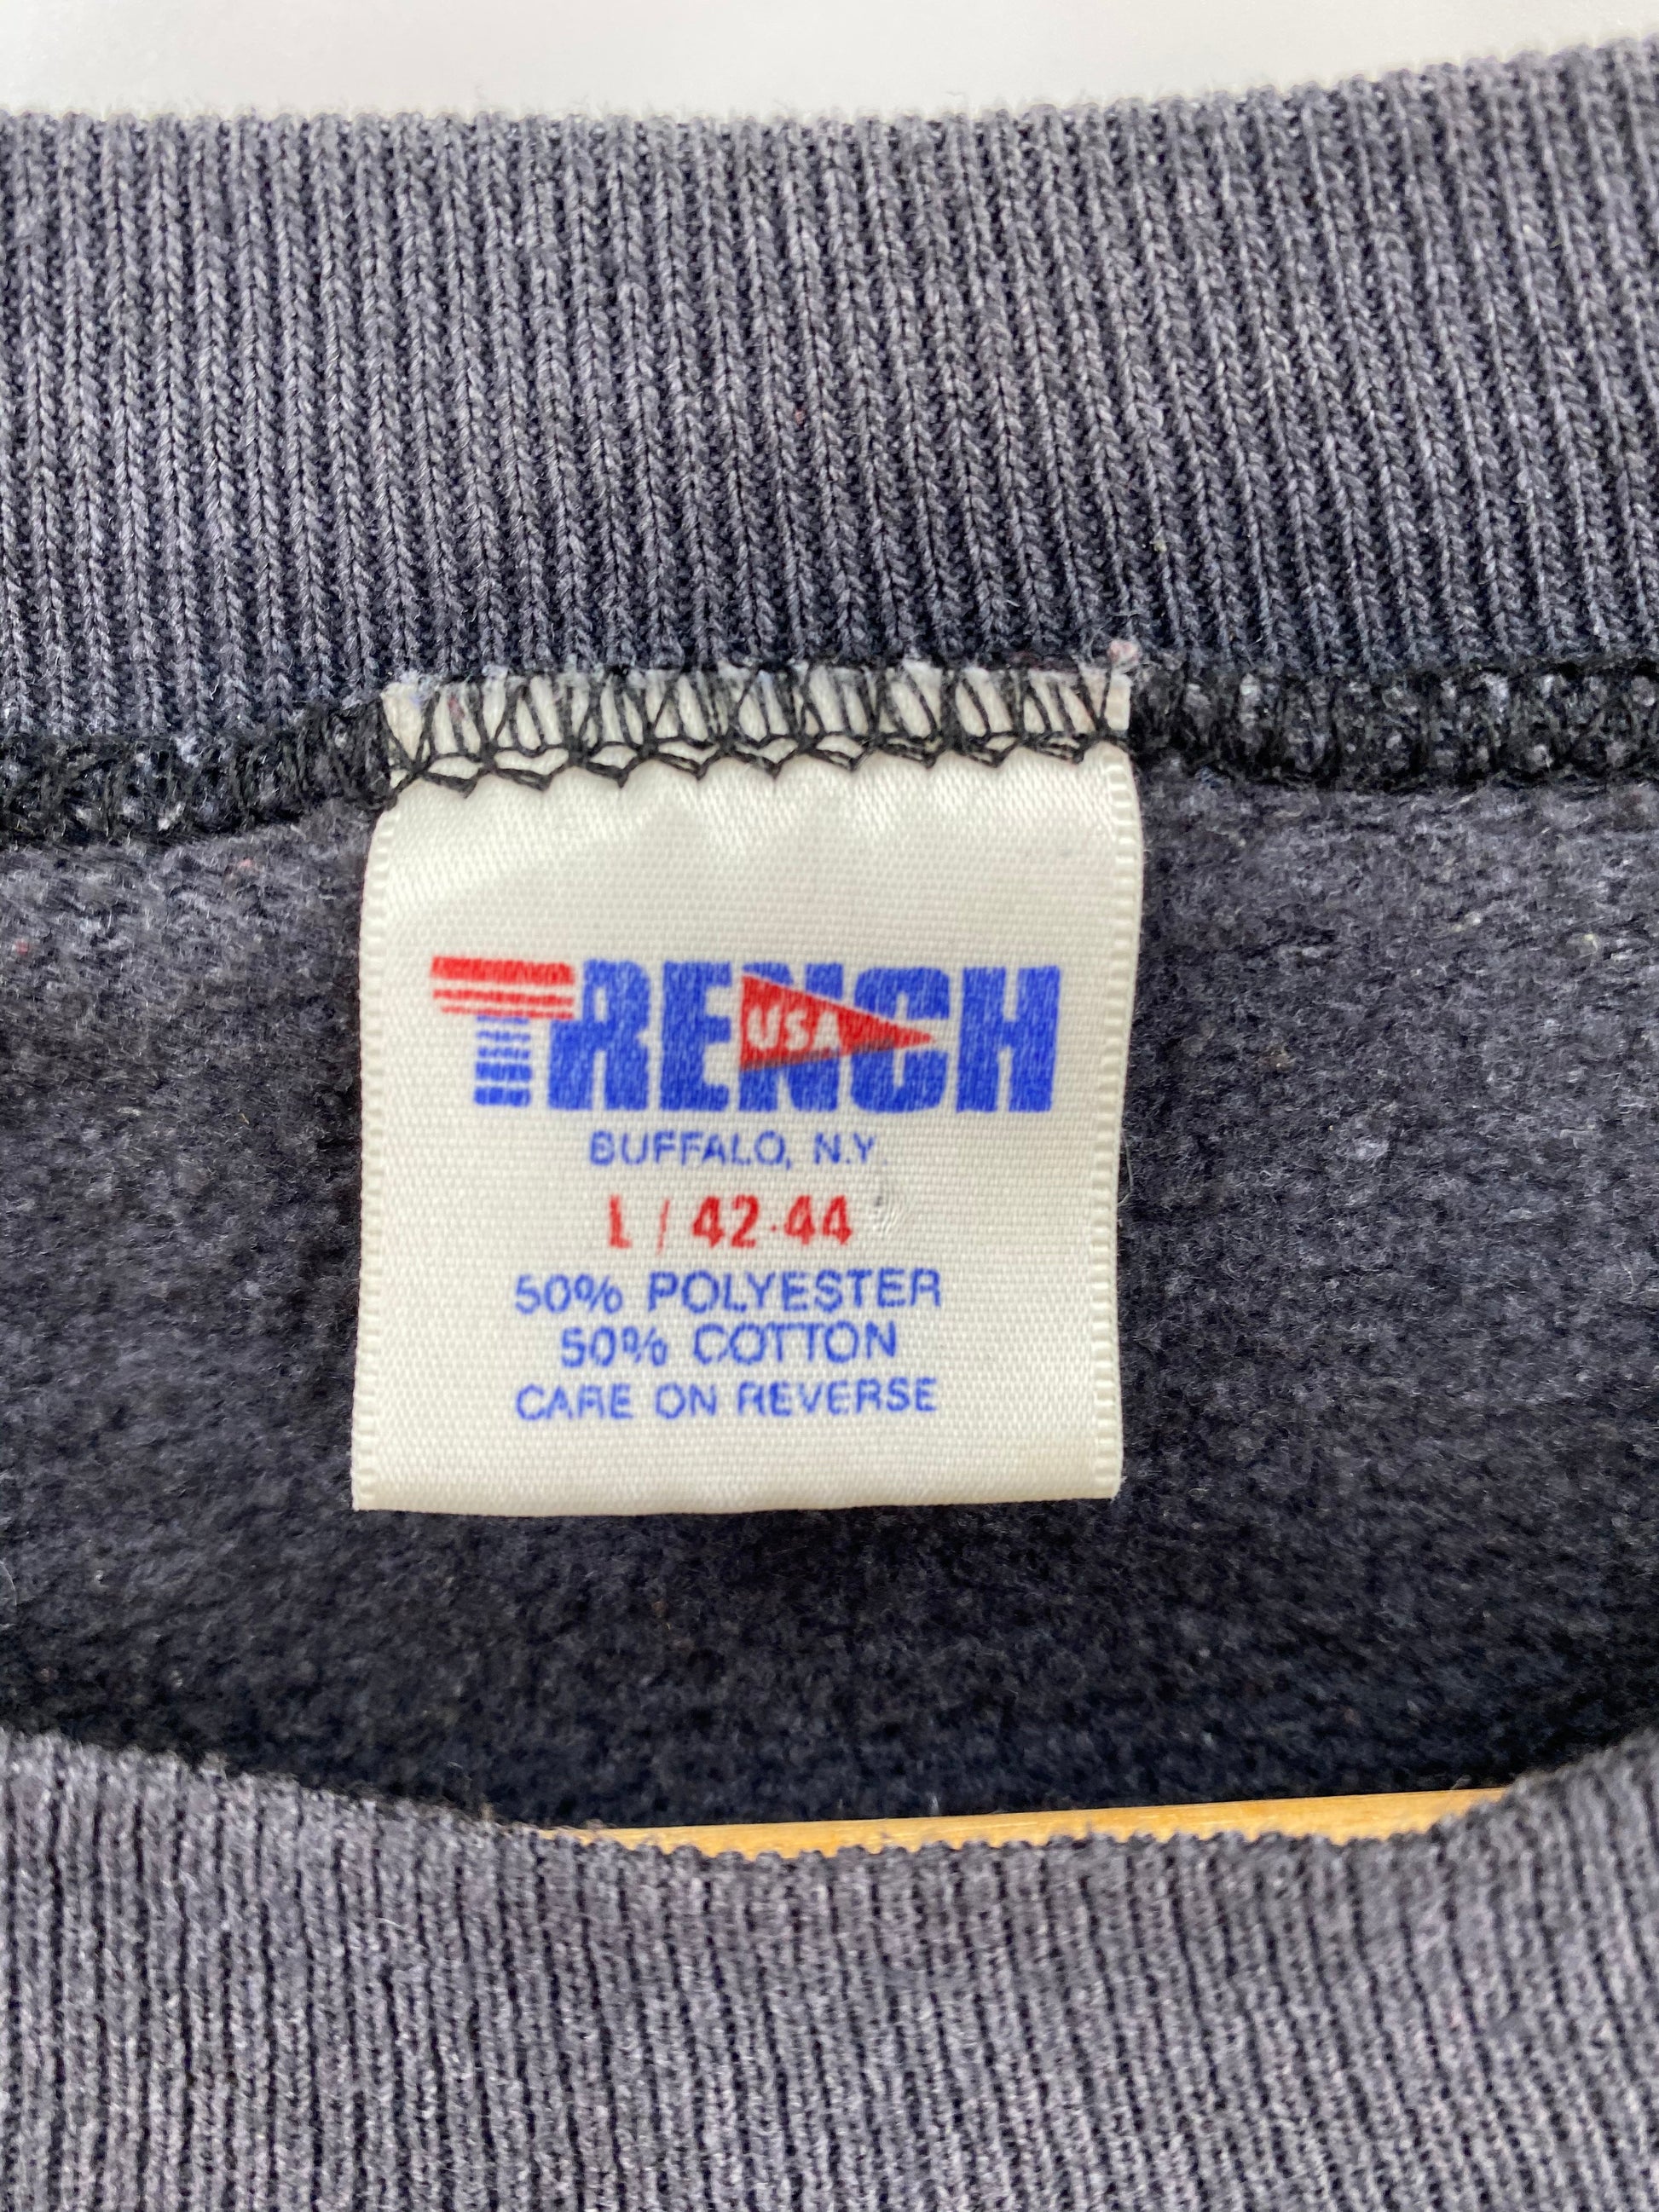 TRENCH
USA
BUFFALO, N.Y.
L / 42-44
50% POLYESTER
50% COTTON
CARE ON REVERSE